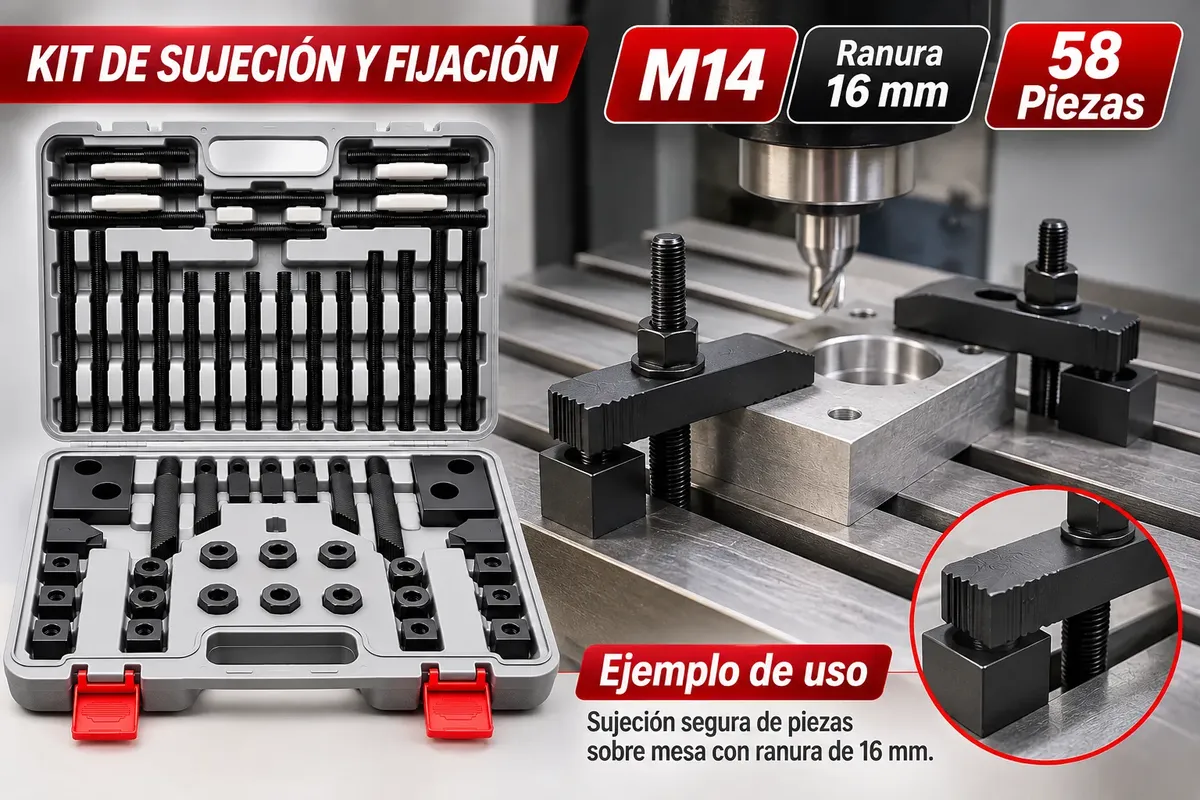 KIT DE SUJECIÓN Y FIJACIÓN
M14
Ranura
16 mm
58
Piezas
Ejemplo de uso
Sujeción segura de piezas
sobre mesa con ranura de 16 mm.